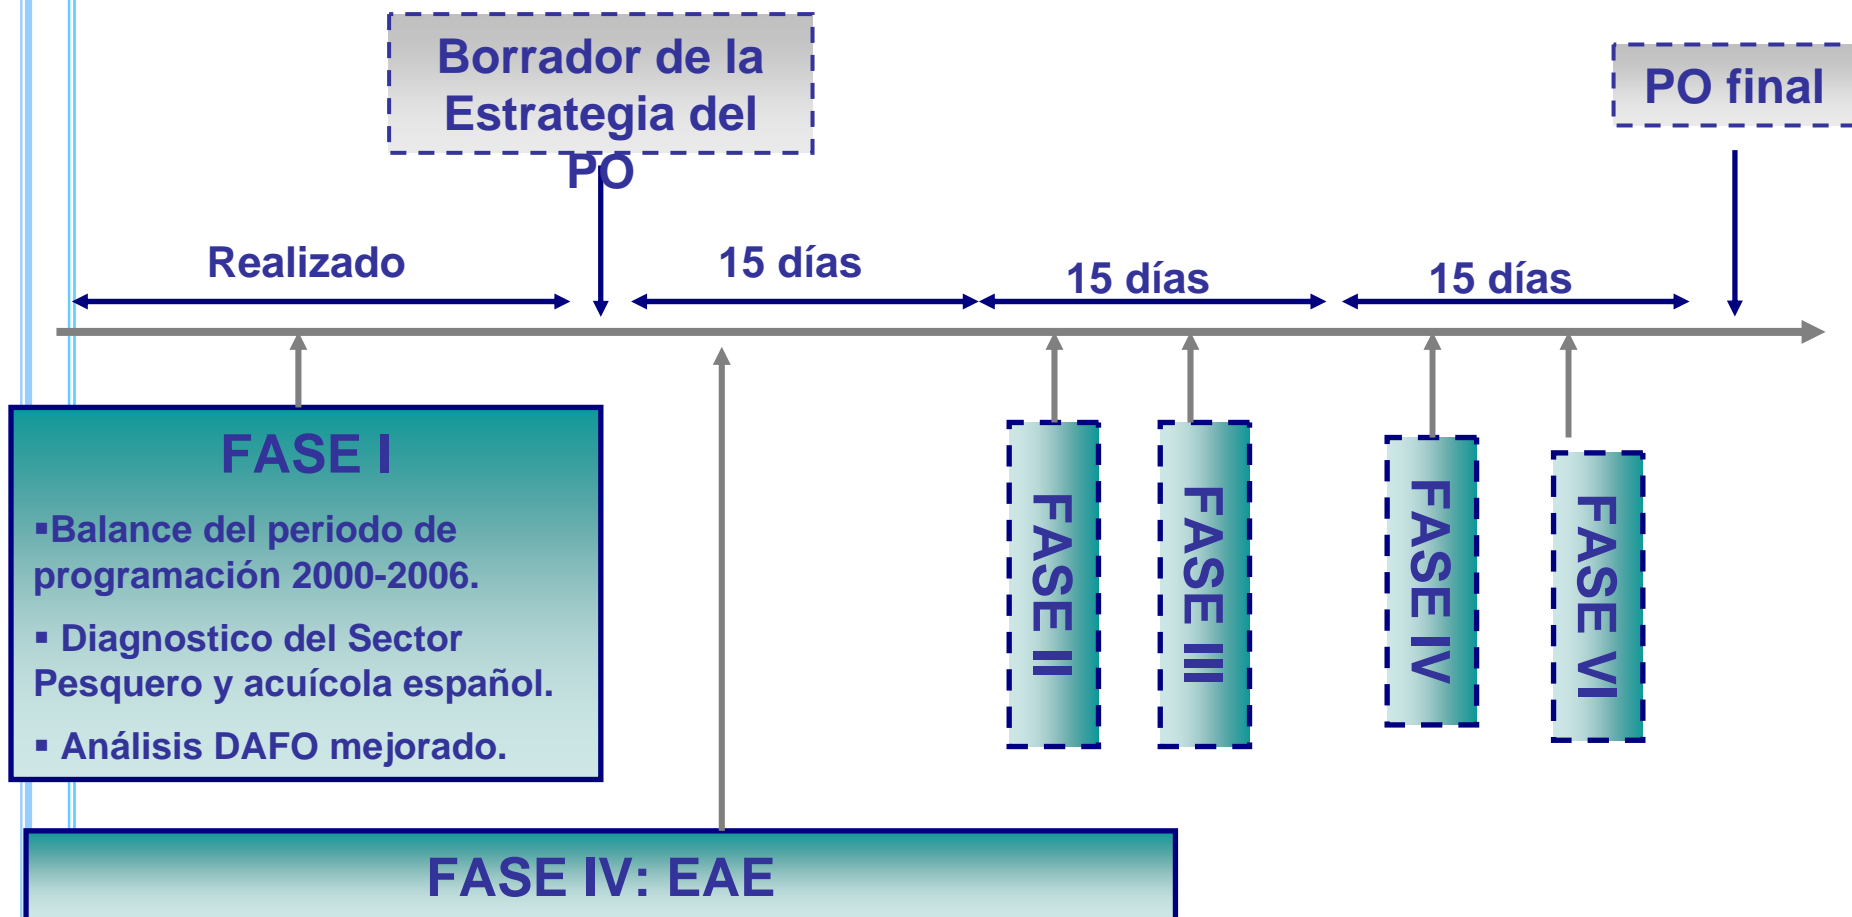 Borrador de la
Estrategia del
PO
PO final
Realizado
15 días
15 días
15 días
FASE I
▪Balance del periodo de
programación 2000-2006.
▪ Diagnostico del Sector
Pesquero y acuícola español.
▪ Análisis DAFO mejorado.
FASE II
FASE III
FASE IV
FASE VI
FASE IV: EAE